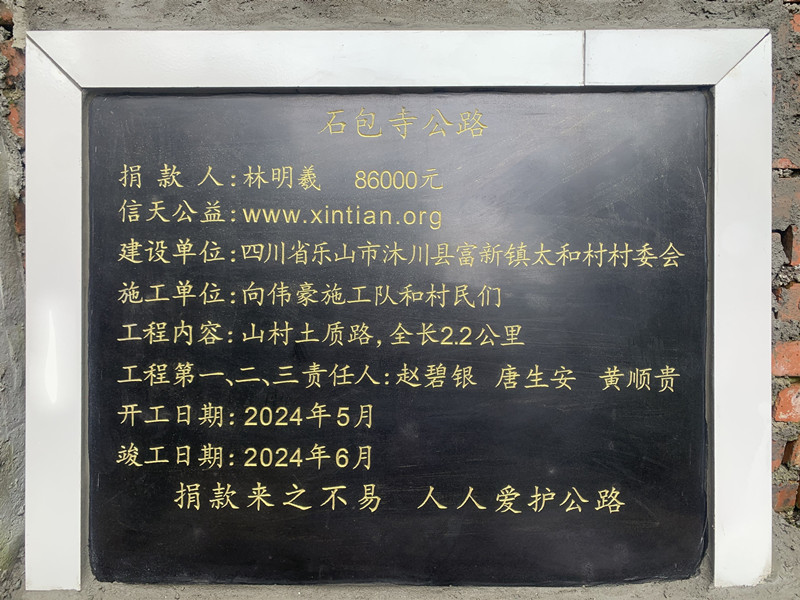 石包寺公路
捐款人:林明羲 86000元
信天公益:www.xintian.org
建设单位:四川省乐山市沐川县富新镇太和村村委会
施工单位:向伟豪施工队和村民们
工程内容:山村土质路,全长2.2公里
工程第一、二、三责任人:赵碧银 唐生安 黄顺贵
开工日期:2024年5月
竣工日期:2024年6月
捐款来之不易 人人爱护公路